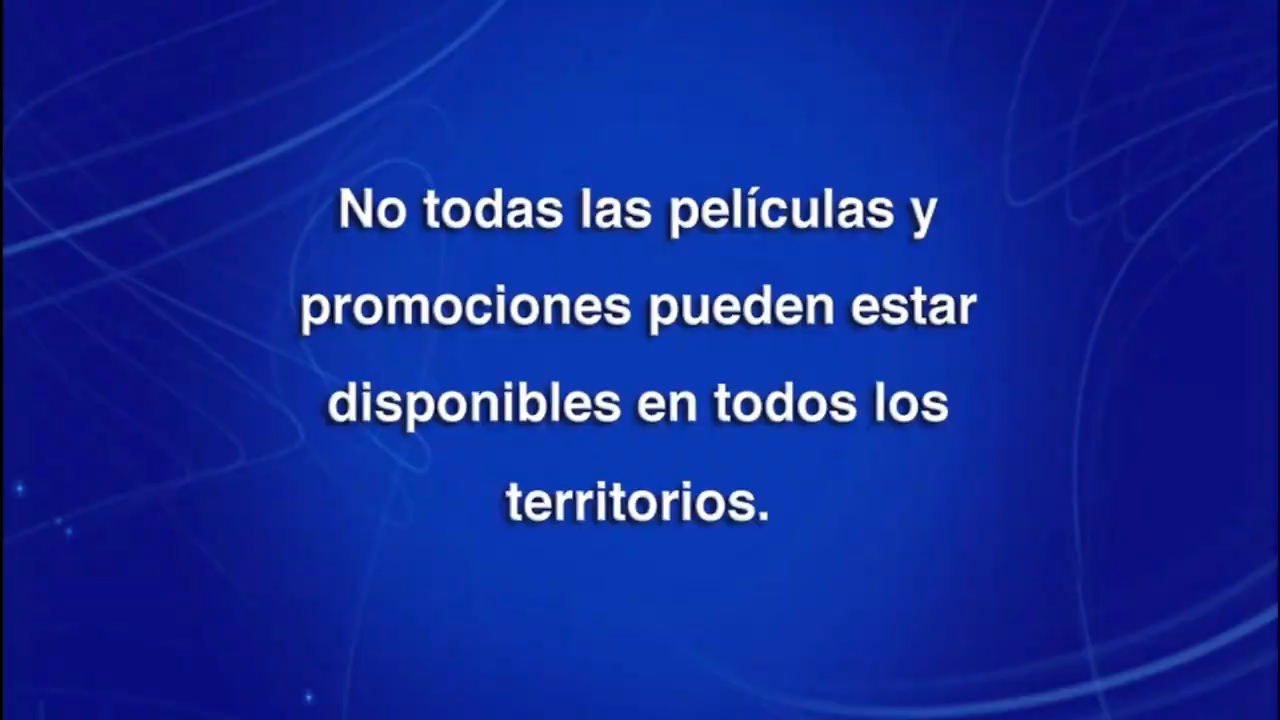 No todas las películas y
promociones pueden estar
disponibles en todos los
territorios.